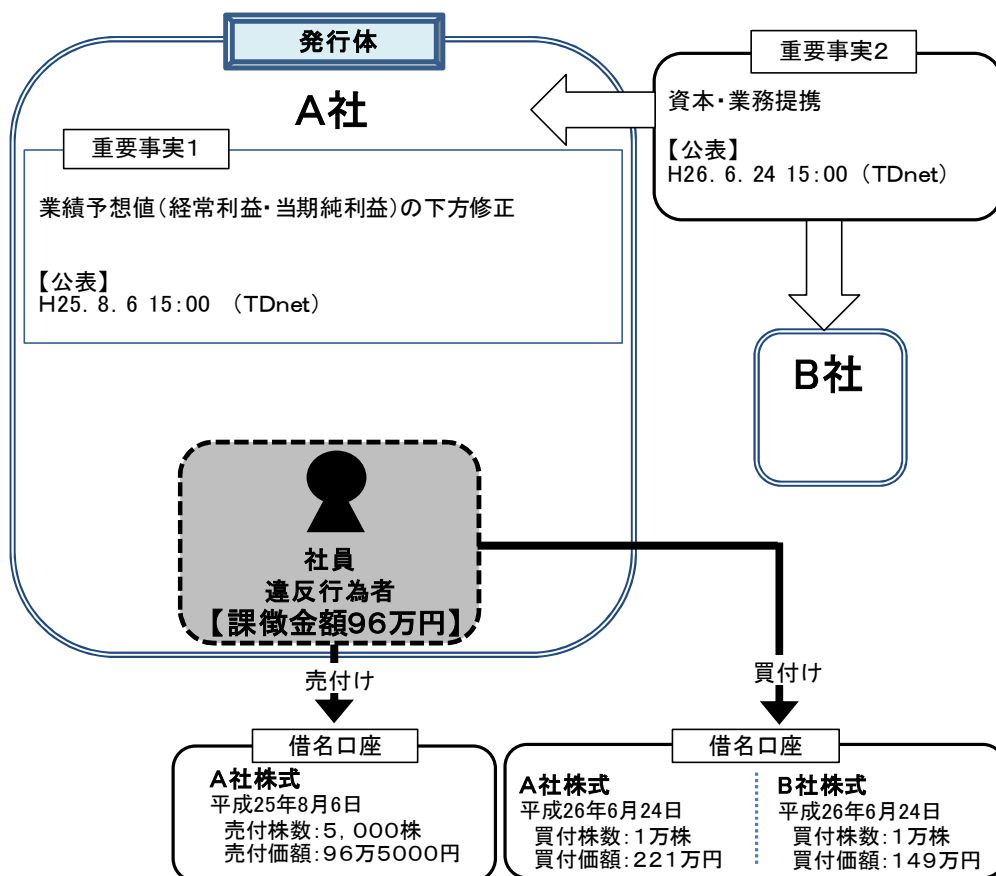 発行体
A社
重要事実1
業績予想値(経常利益・当期純利益)の下方修正
【公表】
H25.8.6 15:00 (TDnet)
重要事実2
資本・業務提携
【公表】
H26.6.24 15:00 (TDnet)
B社
社員
違反行為者
【課徴金額96万円】
売付け
買付け
借名口座
A社株式
平成25年8月6日
売付株数:5,000株
売付価額:96万5000円
借名口座
A社株式
平成26年6月24日
買付株数:1万株
買付価額:221万円
B社株式
平成26年6月24日
買付株数:1万株
買付価額:149万円